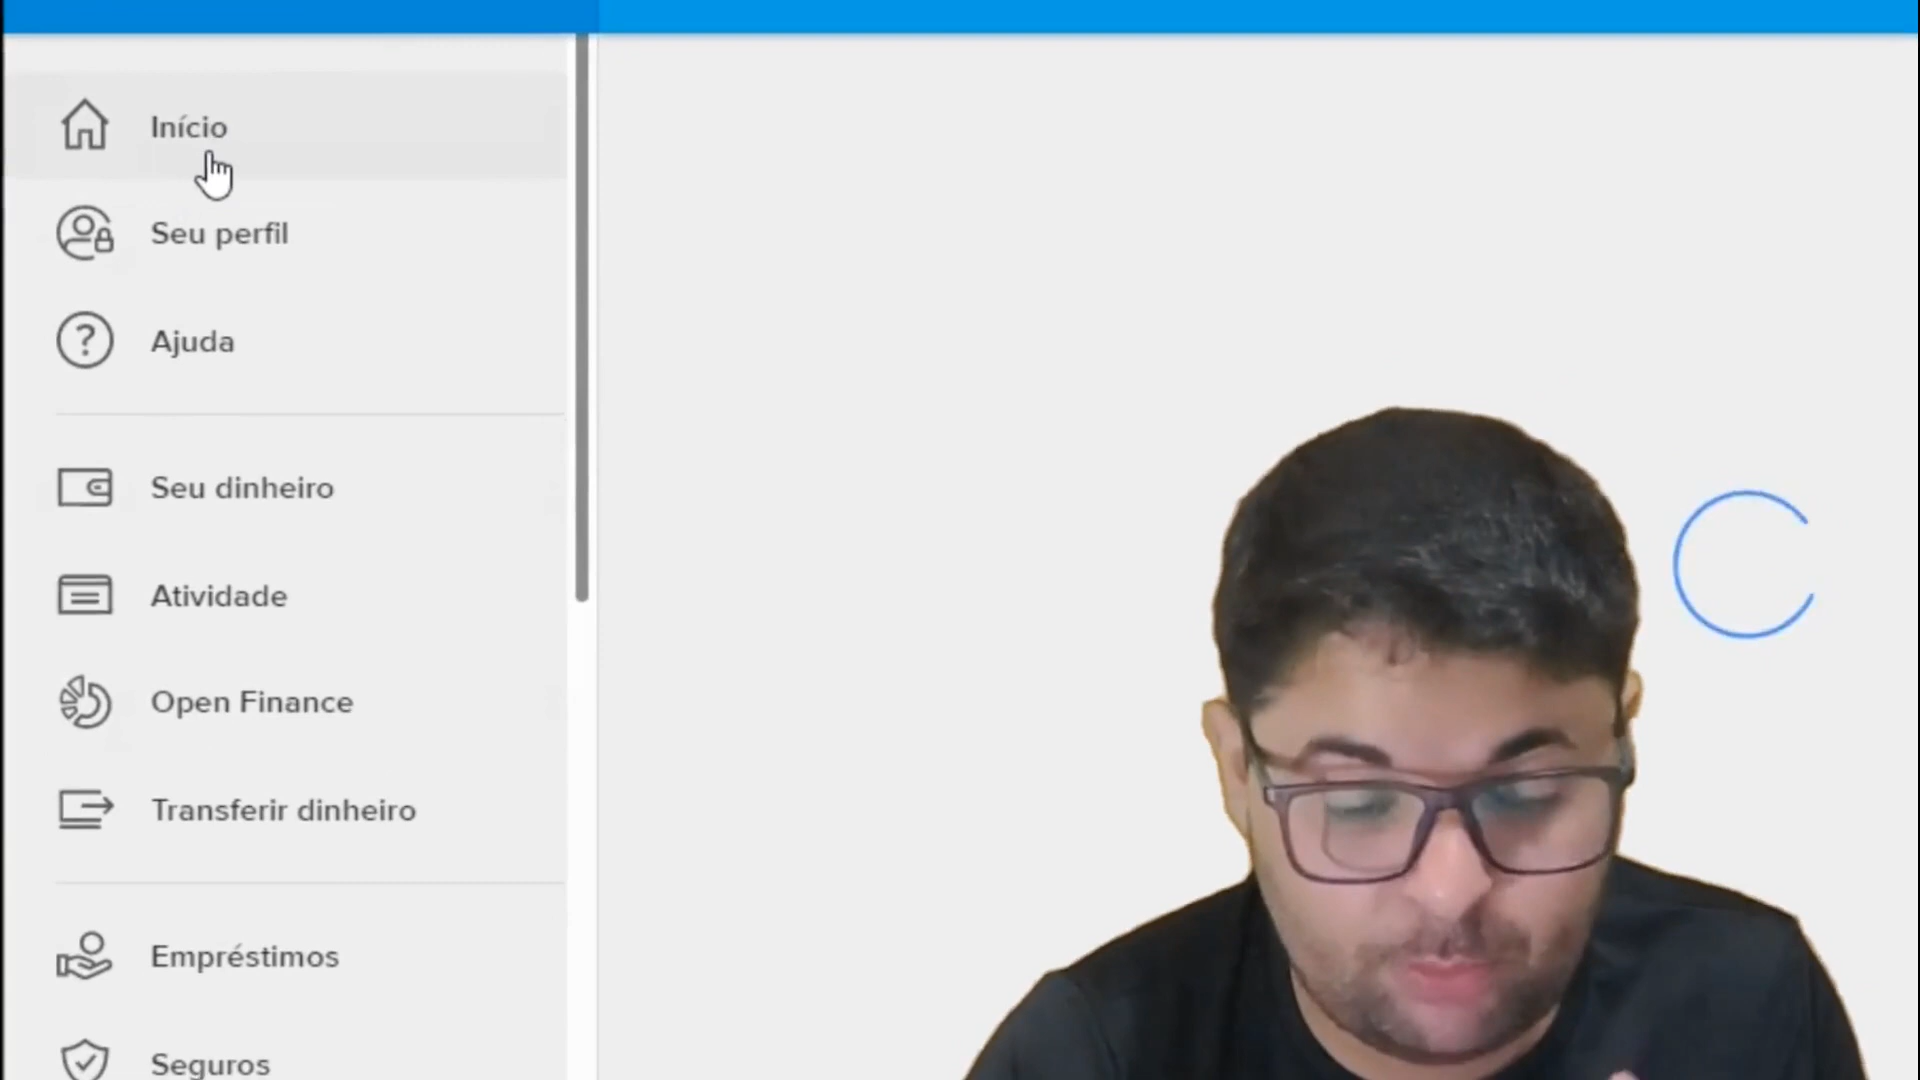 Início
Seu perfil
Ajuda
Seu dinheiro
Atividade
Open Finance
Transferir dinheiro
Empréstimos
Seguros